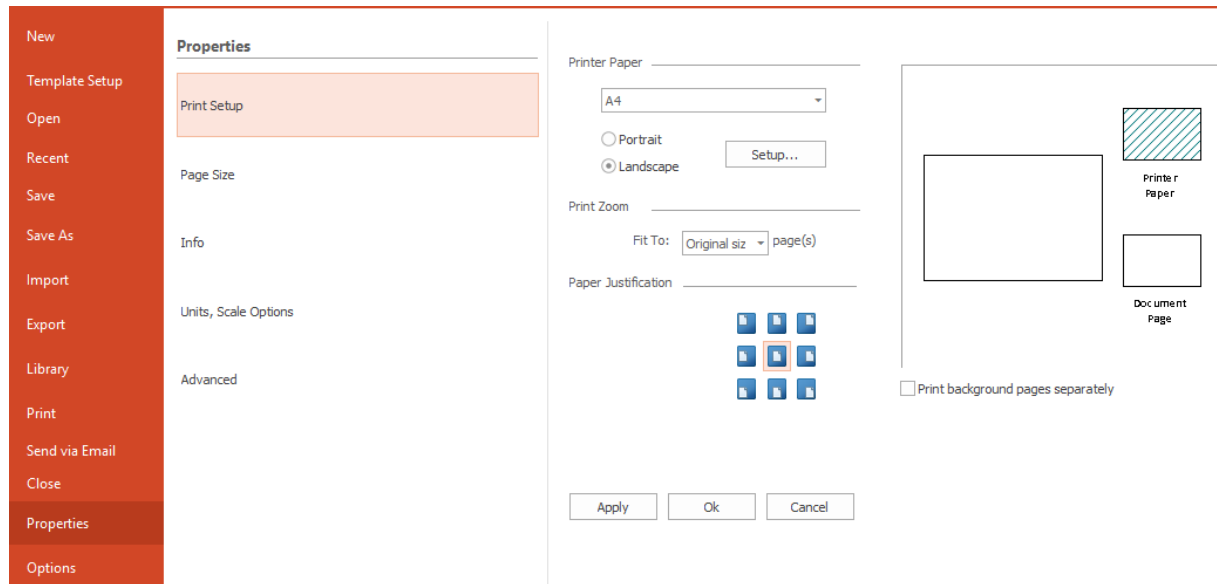 New
Template Setup
Open
Recent
Save
Save As
Import
Export
Library
Print
Send via Email
Close
Properties
Options
Properties
Print Setup
Page Size
Info
Units, Scale Options
Advanced
Printer Paper
A4
Portrait
Landscape
Setup...
Print Zoom
Fit To: Original siz page(s)
Paper Justification
Apply Ok Cancel
Printer
Paper
Document
Page
Print background pages separately